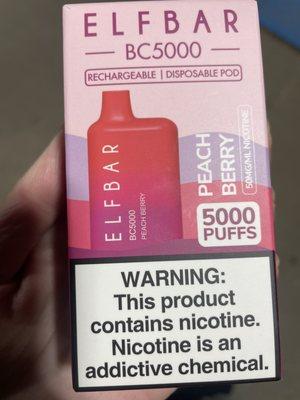 ELFBAR
BC5000
RECHARGEABLE | DISPOSABLE POD
ELFBAR
BC5000
PEACH BERRY
PEACH
BERRY
50MG/ML NICOTINE
5000
PUFFS
WARNING:
This product
contains nicotine.
Nicotine is an
addictive chemical.